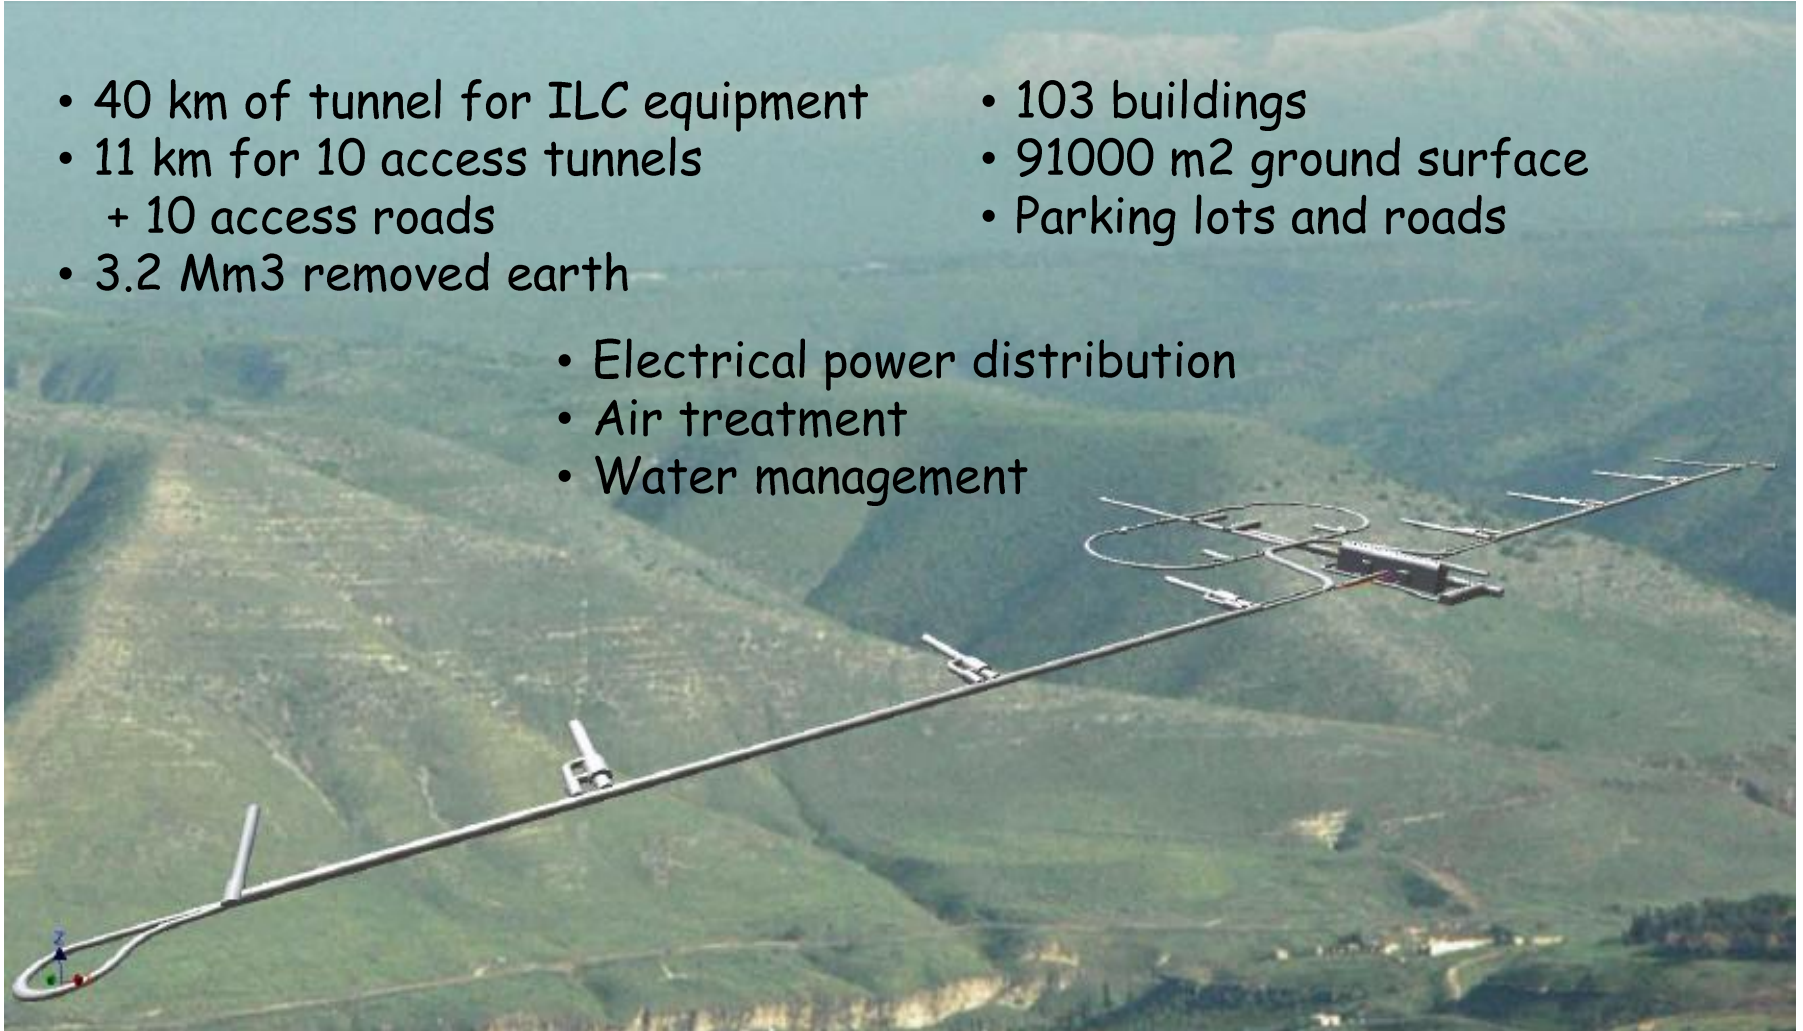 • 40 km of tunnel for ILC equipment
• 11 km for 10 access tunnels
+ 10 access roads
• 3.2 Mm3 removed earth
• 103 buildings
• 91000 m2 ground surface
• Parking lots and roads
• Electrical power distribution
• Air treatment
• Water management
Z